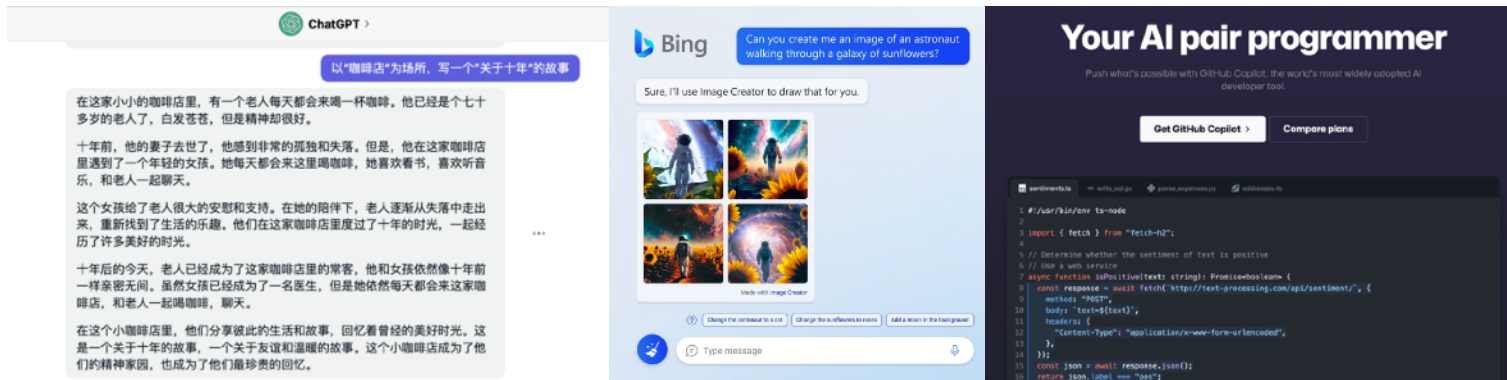 ChatGPT >
以“咖啡店”为场所，写一个“关于十年”的故事
在这家小小的咖啡店里，有一个老人每天都会来喝一杯咖啡。他已经是个七十
多岁的老人了，白发苍苍，但是精神却很好。
十年前，他的妻子去世了，他感到非常的孤独和失落。但是，他在这家咖啡店
里遇到了一个年轻的女孩。她每天都会来这里喝咖啡，她喜欢看书，喜欢听音
乐，和老人一起聊天。
这个女孩给了老人很大的安慰和支持。在她的陪伴下，老人逐渐从失落中走出
来，重新找到了生活的乐趣。他们在这家咖啡店里度过了十年的时光，一起经
历了许多美好的时光。
十年后的今天，老人已经成为了这家咖啡店里的常客，他和女孩依然像十年前
一样亲密无间。虽然女孩已经成为了一名医生，但是她依然每天都会来这家咖
啡店，和老人一起喝咖啡，聊天。
在这个小咖啡店里，他们分享彼此的生活和故事，回忆着曾经的美好时光。这
是一个关于十年的故事，一个关于友谊和温暖的故事。这个小咖啡店成为了他
们的精神家园，也成为了他们最珍贵的回忆。
Bing
Can you create me an image of an astronaut
walking through a galaxy of sunflowers?
Sure, I'll use Image Creator to draw that for you.
Made with Image Creator
Change the astronaut to a cat
Change the sunflowers to roses
Add a moon in the background
Type message
Your AI pair programmer
Push what's possible with GitHub Copilot, the world's most widely adopted AI
developer tool.
Get GitHub Copilot >
Compare plans
sentiments.ts
write_sql.go
parse_expenses.py
addresses.rb
1 #!/usr/bin/env ts-node
2
3 import { fetch } from "fetch-h2";
4
5 // Determine whether the sentiment of text is positive
6 // Use a web service
7 async function isPositive(text: string): Promise<boolean> {
8 const response = await fetch(`http://text-processing.com/api/sentiment/`, {
9 method: "POST",
10 body: `text=${text}`,
11 headers: {
12 "Content-Type": "application/x-www-form-urlencoded",
13 },
14 });
15 const json = await response.json();
16 return json.label === "pos";